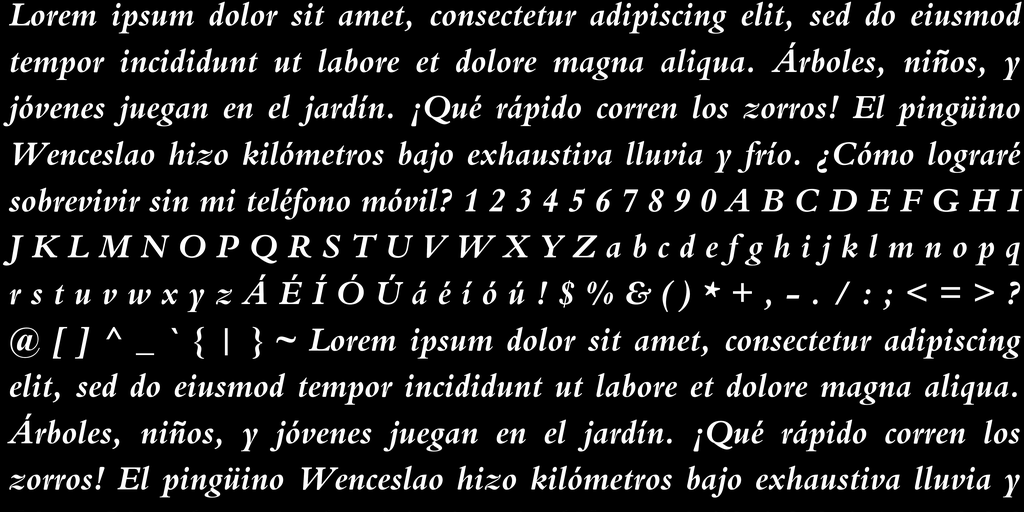 Lorem ipsum dolor sit amet, consectetur adipiscing elit, sed do eiusmod
tempor incididunt ut labore et dolore magna aliqua. Árboles, niños, y
jóvenes juegan en el jardín. ¡Qué rápido corren los zorros! El pingüino
Wenceslao hizo kilómetros bajo exhaustiva lluvia y frío. ¿Cómo lograré
sobrevivir sin mi teléfono móvil? 1 2 3 4 5 6 7 8 9 0 A B C D E F G H I
J K L M N O P Q R S T U V W X Y Z a b c d e f g h i j k l m n o p q
r s t u v w x y z Á É Í Ó Ú á é í ó ú ! $ % & ( ) * + , - . / : ; < = > ?
@ [ ] ^ _ ` { | } ~ Lorem ipsum dolor sit amet, consectetur adipiscing
elit, sed do eiusmod tempor incididunt ut labore et dolore magna aliqua.
Árboles, niños, y jóvenes juegan en el jardín. ¡Qué rápido corren los
zorros! El pingüino Wenceslao hizo kilómetros bajo exhaustiva lluvia y